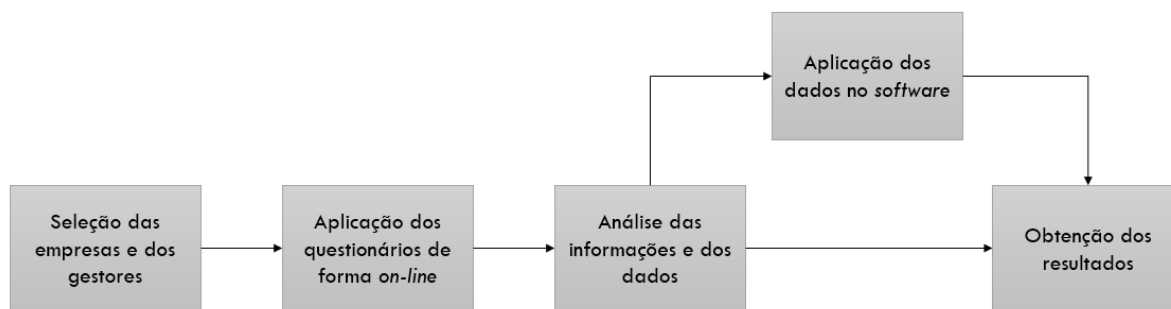 Aplicação dos
dados no software
Seleção das
empresas e dos
gestores
Aplicação dos
questionários de
forma on-line
Análise das
informações e dos
dados
Obtenção dos
resultados